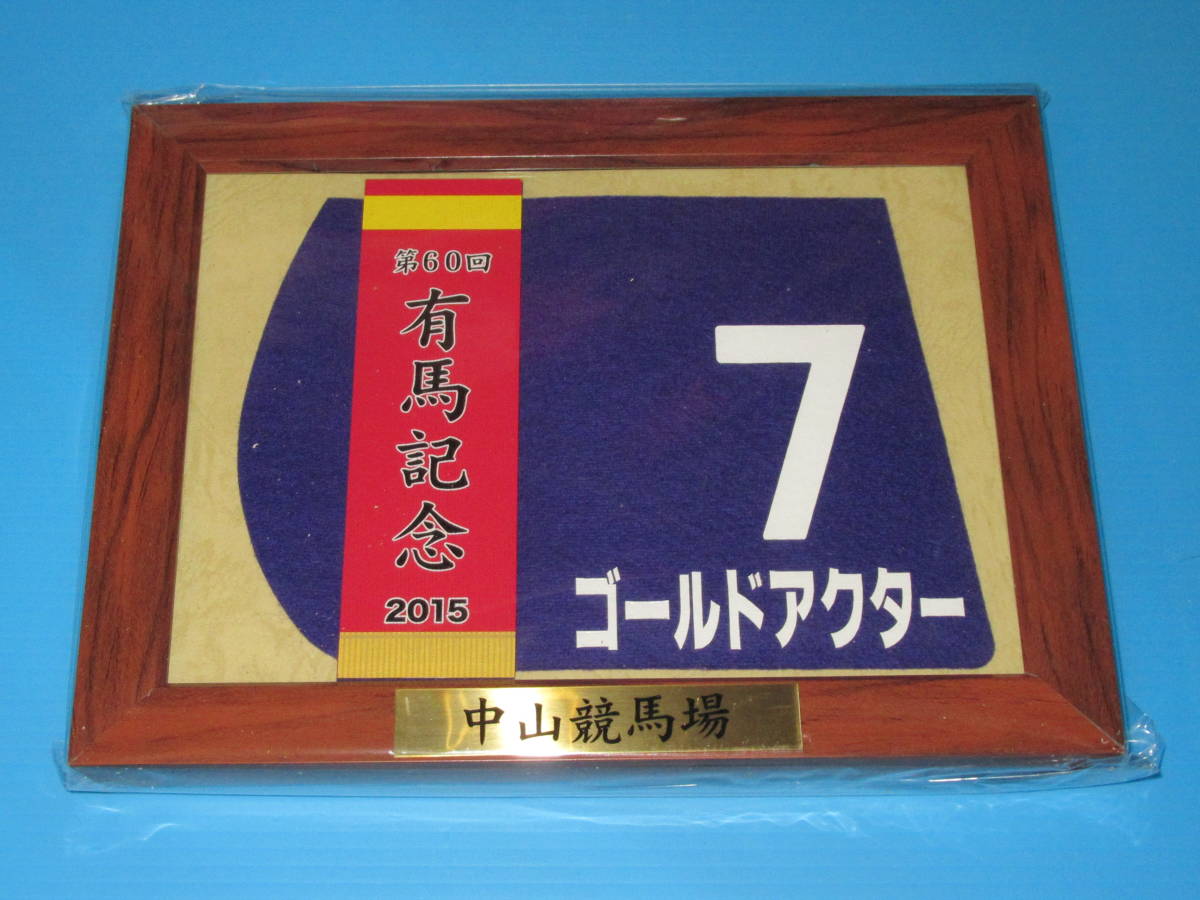 第60回
有馬記念
2015
7
ゴールドアクター
中山競馬場